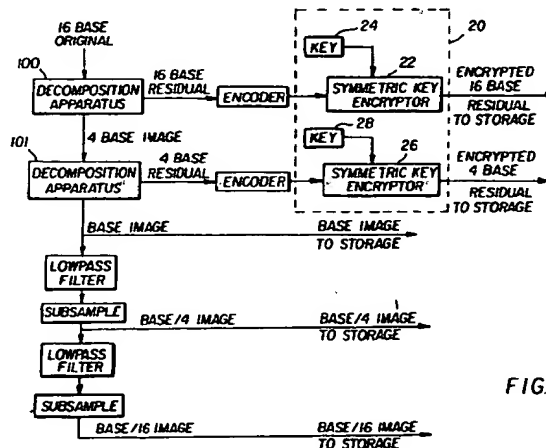 16 BASE
ORIGINAL
24
20
KEY
100
22
DECOMPOSITION
APPARATUS
16 BASE
RESIDUAL
ENCODER
SYMMETRIC KEY
ENCRYPTOR
ENCRYPTED
16 BASE
RESIDUAL
TO STORAGE
4 BASE IMAGE
28
KEY
101
26
DECOMPOSITION
APPARATUS
4 BASE
RESIDUAL
ENCODER
SYMMETRIC KEY
ENCRYPTOR
ENCRYPTED
4 BASE
RESIDUAL
TO STORAGE
BASE IMAGE
BASE IMAGE
TO STORAGE
LOWPASS
FILTER
SUBSAMPLE
BASE/4 IMAGE
BASE/4 IMAGE
TO STORAGE
LOWPASS
FILTER
SUBSAMPLE
BASE/16 IMAGE
BASE/16 IMAGE
TO STORAGE
FIG.